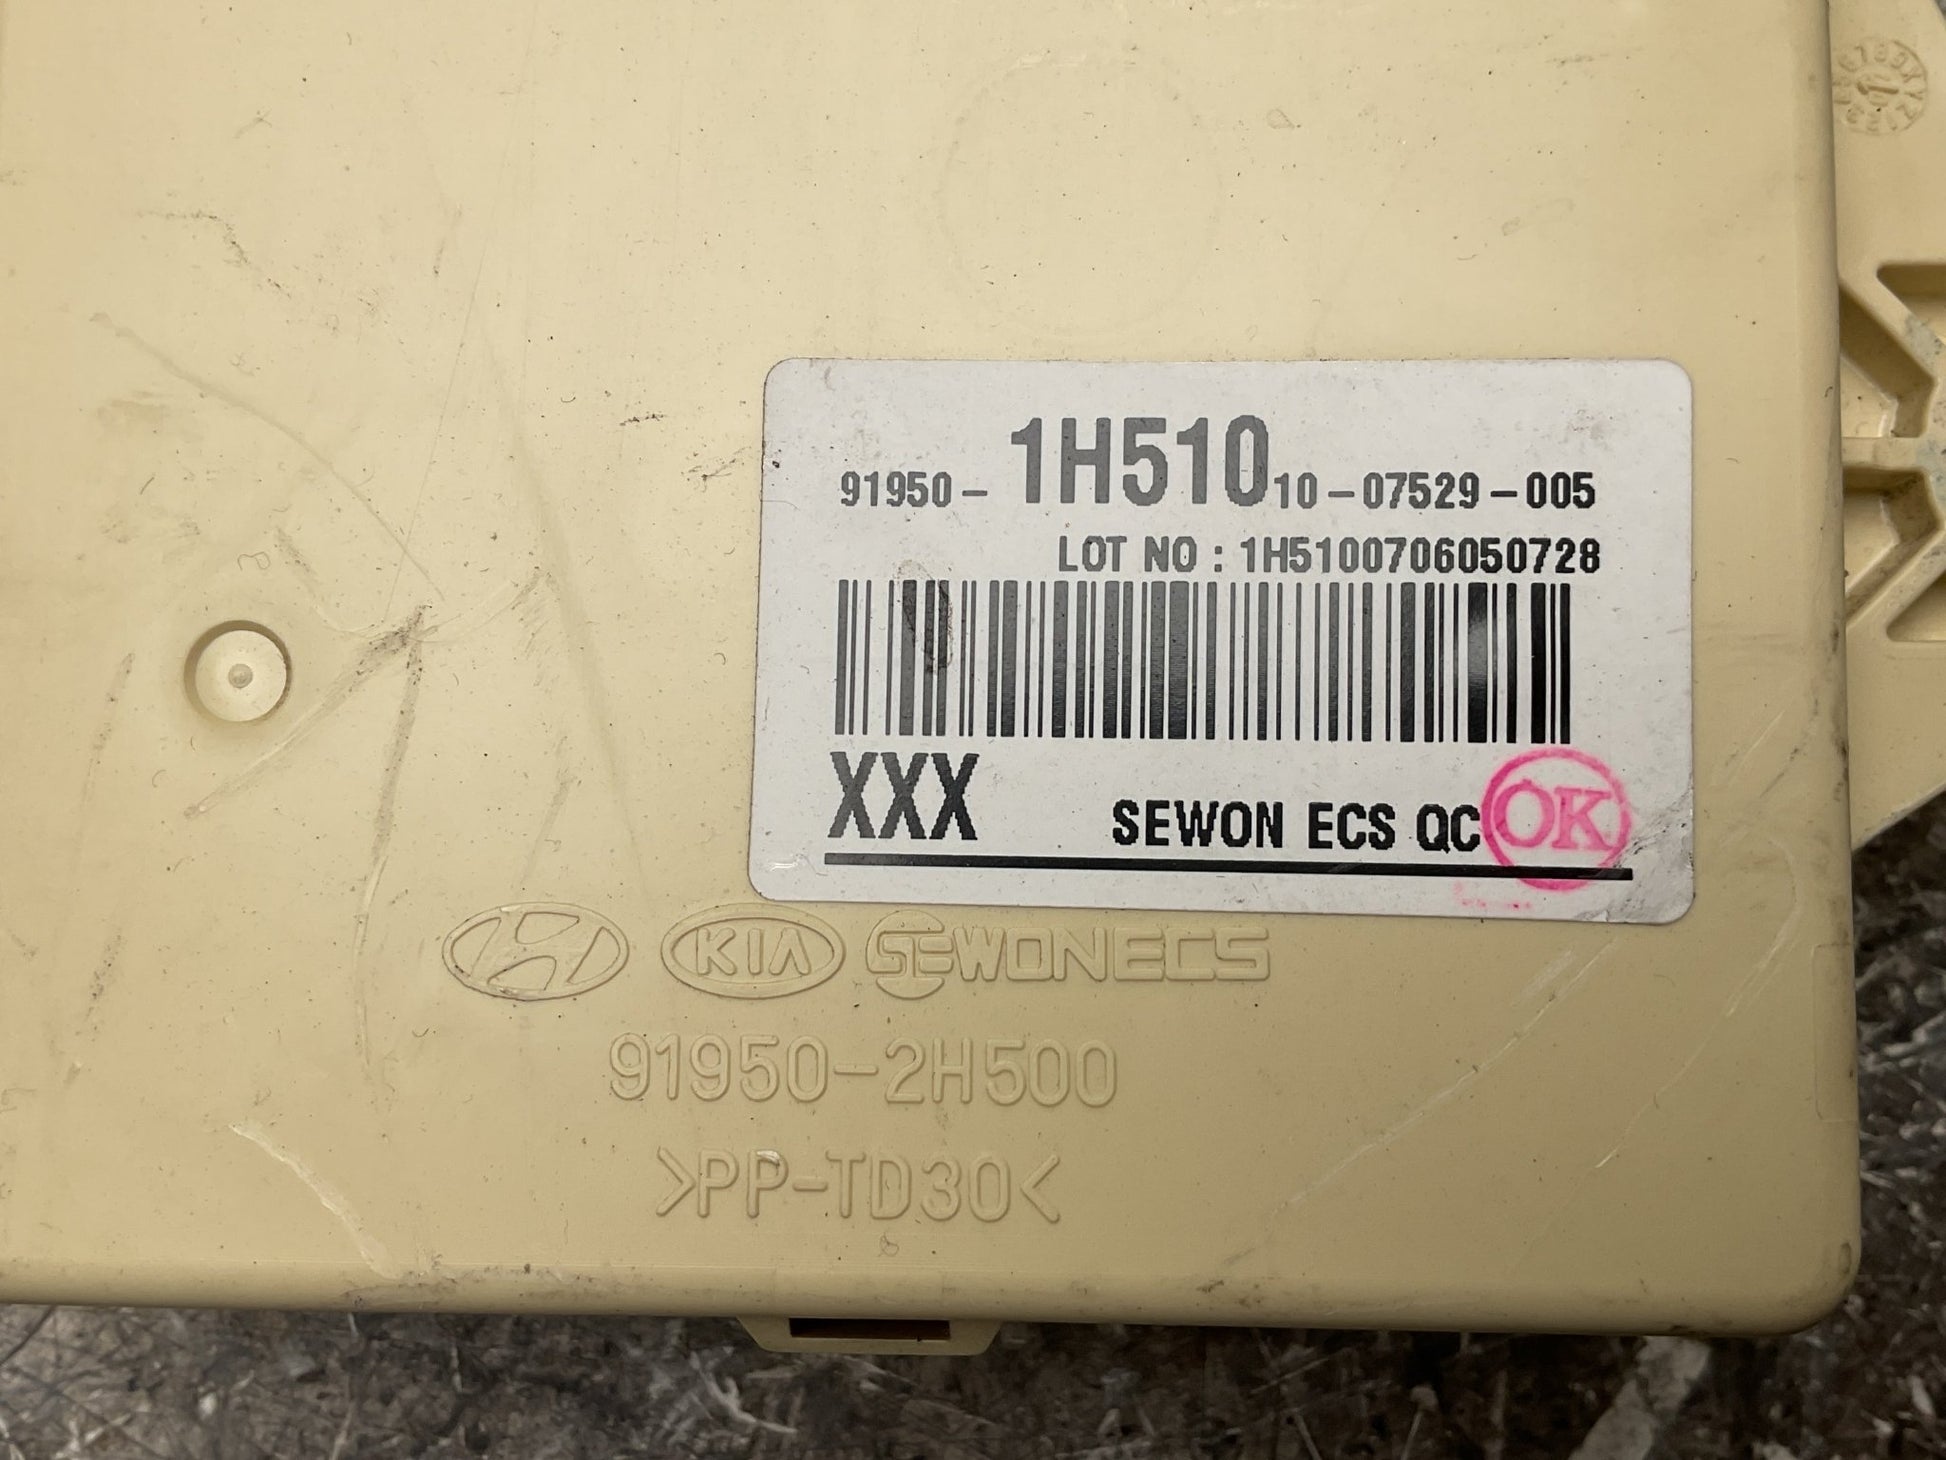 91950- 1H510 10-07529-005
LOT NO : 1H5100706050728
XXX SEWON ECS QC OK
KIA SEWONECS
91950-2H500
>PP-TD30<